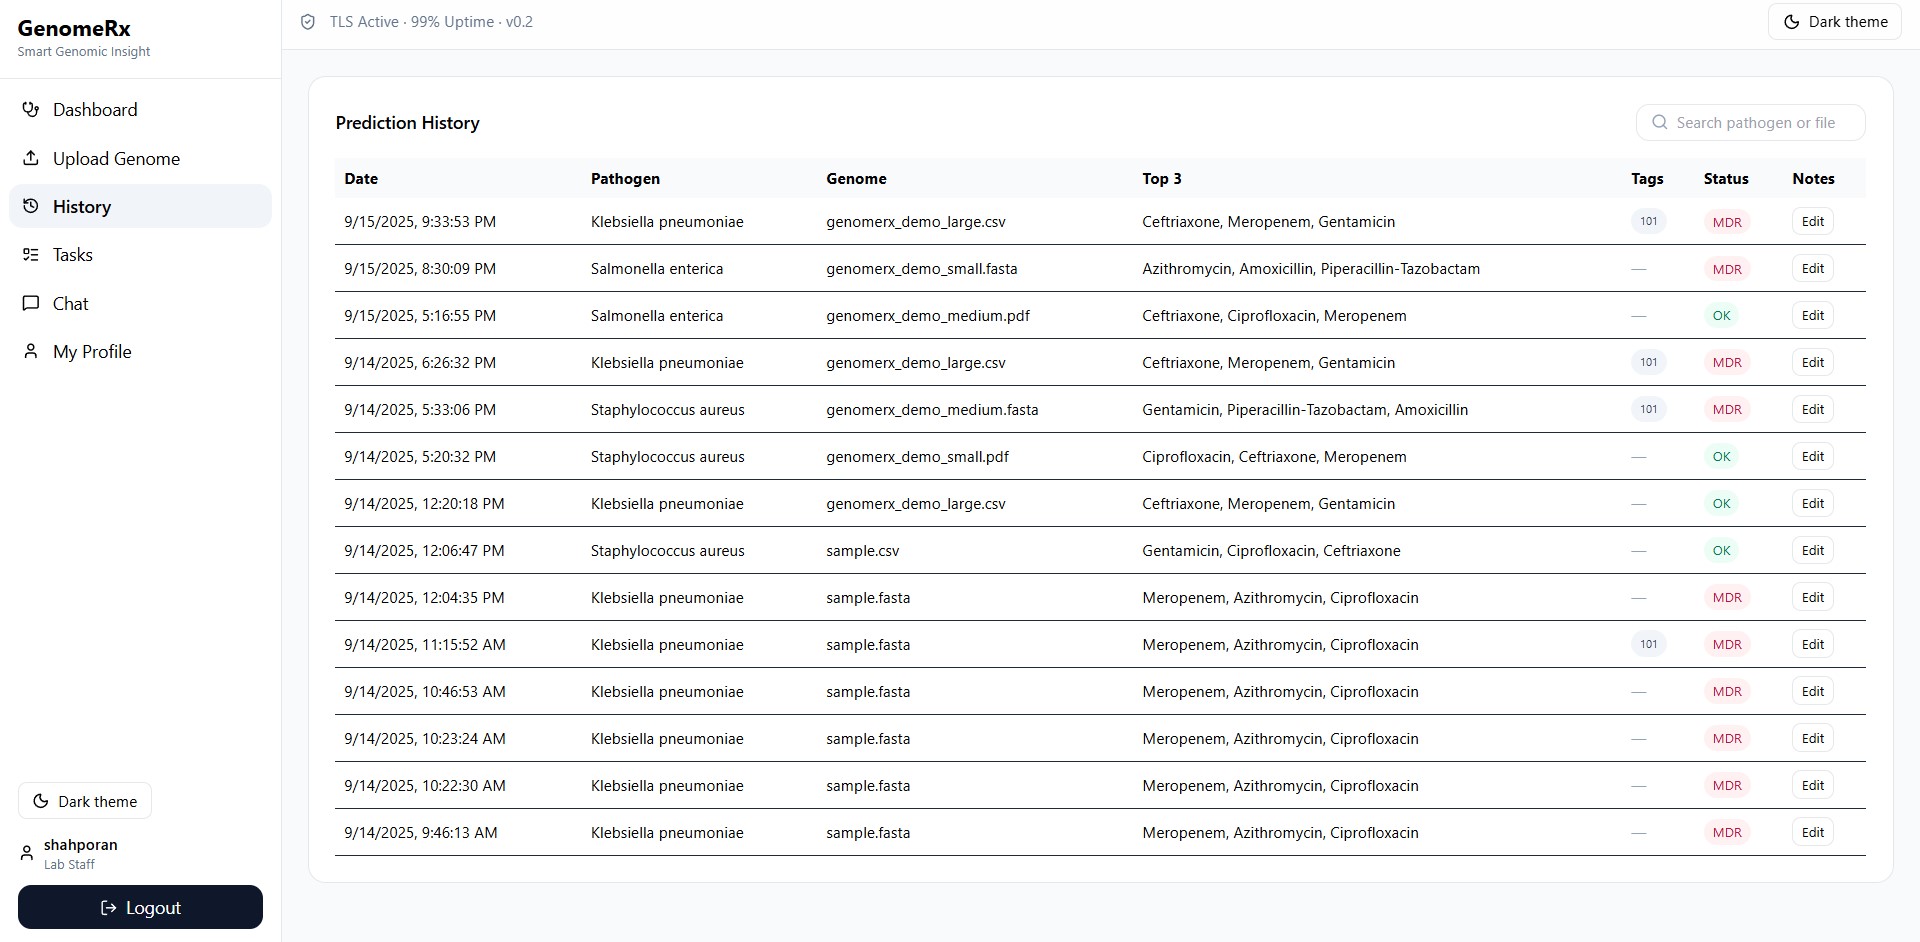 GenomeRx
Smart Genomic Insight
Dashboard
Upload Genome
History
Tasks
Chat
My Profile
Dark theme
shahporan
Lab Staff
Logout
TLS Active · 99% Uptime · v0.2
Dark theme
Prediction History
Search pathogen or file
Date Pathogen Genome Top 3 Tags Status Notes
9/15/2025, 9:33:53 PM Klebsiella pneumoniae genomerx_demo_large.csv Ceftriaxone, Meropenem, Gentamicin 101 MDR Edit
9/15/2025, 8:30:09 PM Salmonella enterica genomerx_demo_small.fasta Azithromycin, Amoxicillin, Piperacillin-Tazobactam — MDR Edit
9/15/2025, 5:16:55 PM Salmonella enterica genomerx_demo_medium.pdf Ceftriaxone, Ciprofloxacin, Meropenem — OK Edit
9/14/2025, 6:26:32 PM Klebsiella pneumoniae genomerx_demo_large.csv Ceftriaxone, Meropenem, Gentamicin 101 MDR Edit
9/14/2025, 5:33:06 PM Staphylococcus aureus genomerx_demo_medium.fasta Gentamicin, Piperacillin-Tazobactam, Amoxicillin 101 MDR Edit
9/14/2025, 5:20:32 PM Staphylococcus aureus genomerx_demo_small.pdf Ciprofloxacin, Ceftriaxone, Meropenem — OK Edit
9/14/2025, 12:20:18 PM Klebsiella pneumoniae genomerx_demo_large.csv Ceftriaxone, Meropenem, Gentamicin — OK Edit
9/14/2025, 12:06:47 PM Staphylococcus aureus sample.csv Gentamicin, Ciprofloxacin, Ceftriaxone — OK Edit
9/14/2025, 12:04:35 PM Klebsiella pneumoniae sample.fasta Meropenem, Azithromycin, Ciprofloxacin — MDR Edit
9/14/2025, 11:15:52 AM Klebsiella pneumoniae sample.fasta Meropenem, Azithromycin, Ciprofloxacin 101 MDR Edit
9/14/2025, 10:46:53 AM Klebsiella pneumoniae sample.fasta Meropenem, Azithromycin, Ciprofloxacin — MDR Edit
9/14/2025, 10:23:24 AM Klebsiella pneumoniae sample.fasta Meropenem, Azithromycin, Ciprofloxacin — MDR Edit
9/14/2025, 10:22:30 AM Klebsiella pneumoniae sample.fasta Meropenem, Azithromycin, Ciprofloxacin — MDR Edit
9/14/2025, 9:46:13 AM Klebsiella pneumoniae sample.fasta Meropenem, Azithromycin, Ciprofloxacin — MDR Edit